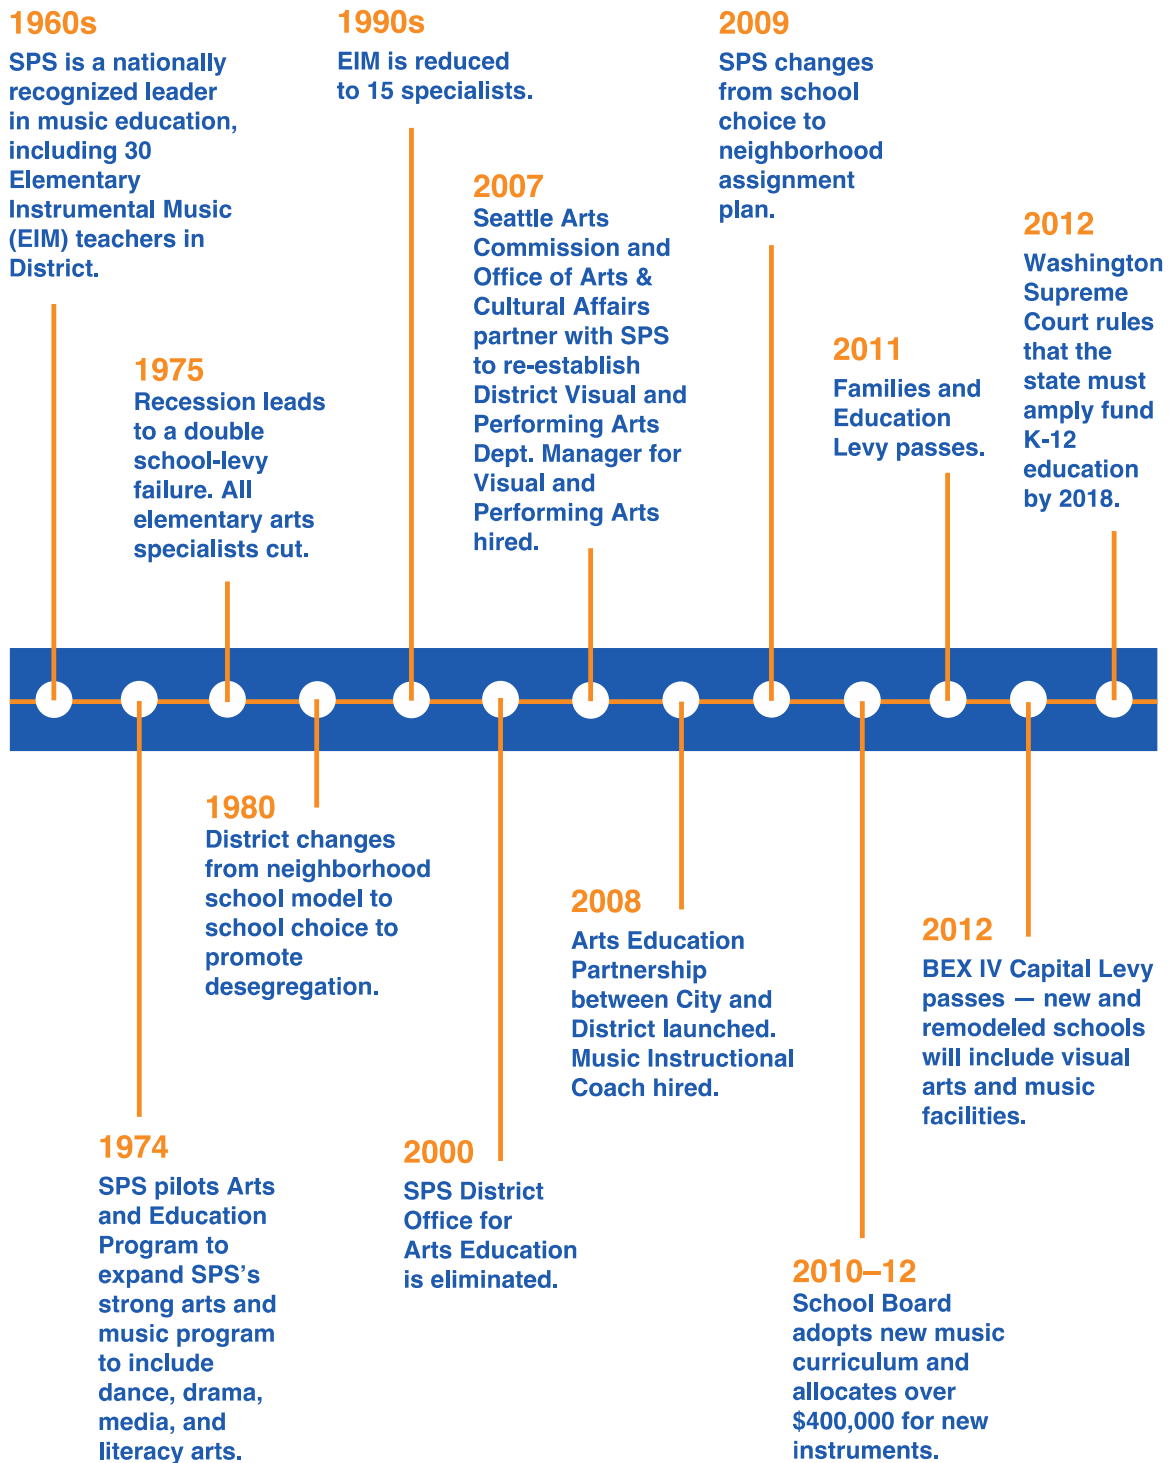 1960s
SPS is a nationally
recognized leader
in music education,
including 30
Elementary
Instrumental Music
(EIM) teachers in
District.
1974
SPS pilots Arts
and Education
Program to
expand SPS’s
strong arts and
music program
to include
dance, drama,
media, and
literacy arts.
1975
Recession leads
to a double
school-levy
failure. All
elementary arts
specialists cut.
1980
District changes
from neighborhood
school model to
school choice to
promote
desegregation.
1990s
EIM is reduced
to 15 specialists.
2000
SPS District
Office for
Arts Education
is eliminated.
2007
Seattle Arts
Commission and
Office of Arts &
Cultural Affairs
partner with SPS
to re-establish
District Visual and
Performing Arts
Dept. Manager for
Visual and
Performing Arts
hired.
2008
Arts Education
Partnership
between City and
District launched.
Music Instructional
Coach hired.
2009
SPS changes
from school
choice to
neighborhood
assignment
plan.
2010–12
School Board
adopts new music
curriculum and
allocates over
$400,000 for new
instruments.
2011
Families and
Education
Levy passes.
2012
BEX IV Capital Levy
passes — new and
remodeled schools
will include visual
arts and music
facilities.
2012
Washington
Supreme
Court rules
that the
state must
amply fund
K-12
education
by 2018.